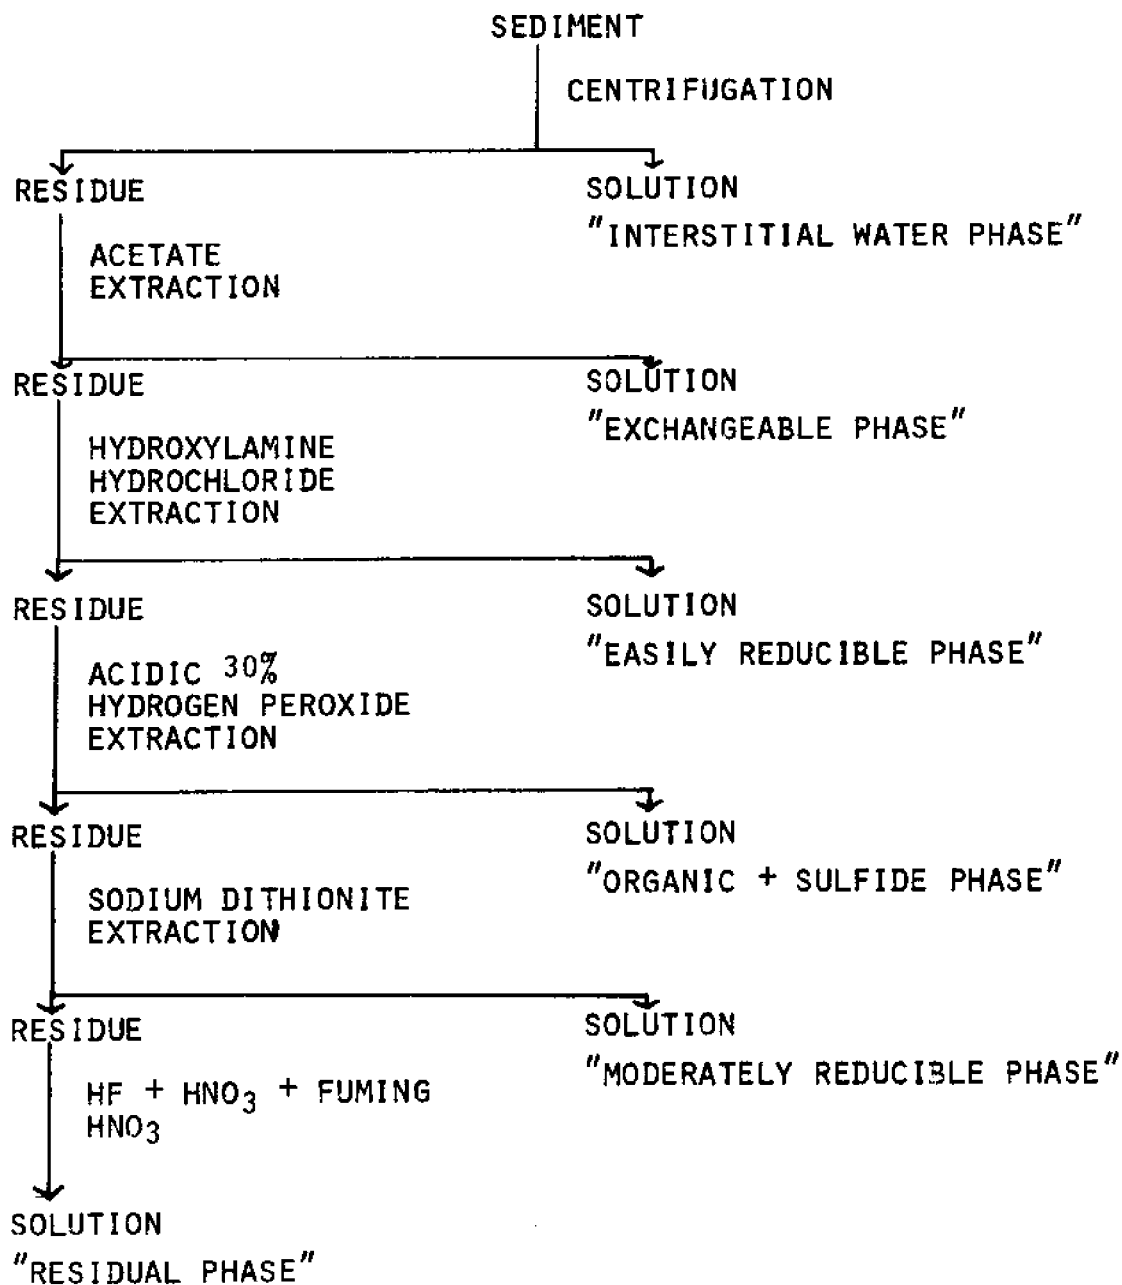 SEDIMENT
CENTRIFUGATION
RESIDUE
SOLUTION
"INTERSTITIAL WATER PHASE"
ACETATE
EXTRACTION
RESIDUE
SOLUTION
"EXCHANGEABLE PHASE"
HYDROXYLAMINE
HYDROCHLORIDE
EXTRACTION
RESIDUE
SOLUTION
"EASILY REDUCIBLE PHASE"
ACIDIC 30%
HYDROGEN PEROXIDE
EXTRACTION
RESIDUE
SOLUTION
"ORGANIC + SULFIDE PHASE"
SODIUM DITHIONITE
EXTRACTION
RESIDUE
SOLUTION
"MODERATELY REDUCIBLE PHASE"
HF + HNO₃ + FUMING
HNO₃
SOLUTION
"RESIDUAL PHASE"